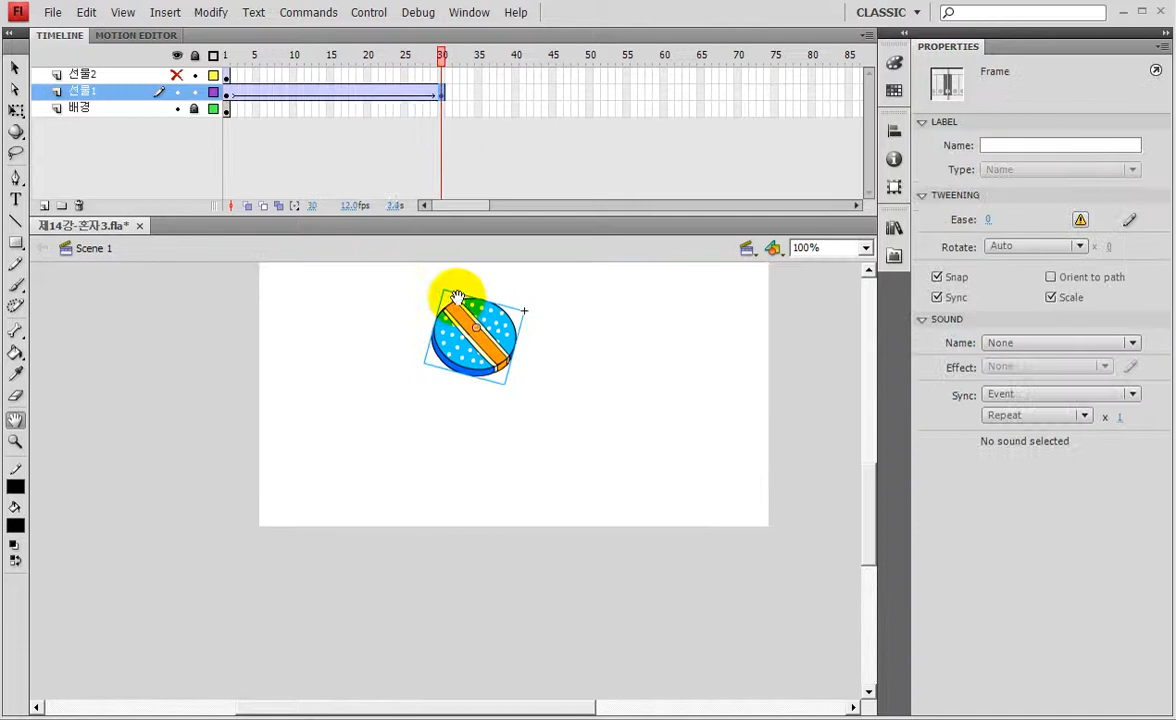 Fl File Edit View Insert Modify Text Commands Control Debug Window Help CLASSIC
TIMELINE MOTION EDITOR
PROPERTIES
1 5 10 15 20 25 30 35 40 45 50 55 60 65 70 75 80 85
선물2
선물1
배경
30 12.0fps 2.4s
제14강-혼자3.fla*
Scene 1
100%
Frame
LABEL
Name:
Type: Name
TWEENING
Ease: 0
Rotate: Auto x 0
Snap Orient to path
Sync Scale
SOUND
Name: None
Effect: None
Sync: Event
Repeat x 1
No sound selected